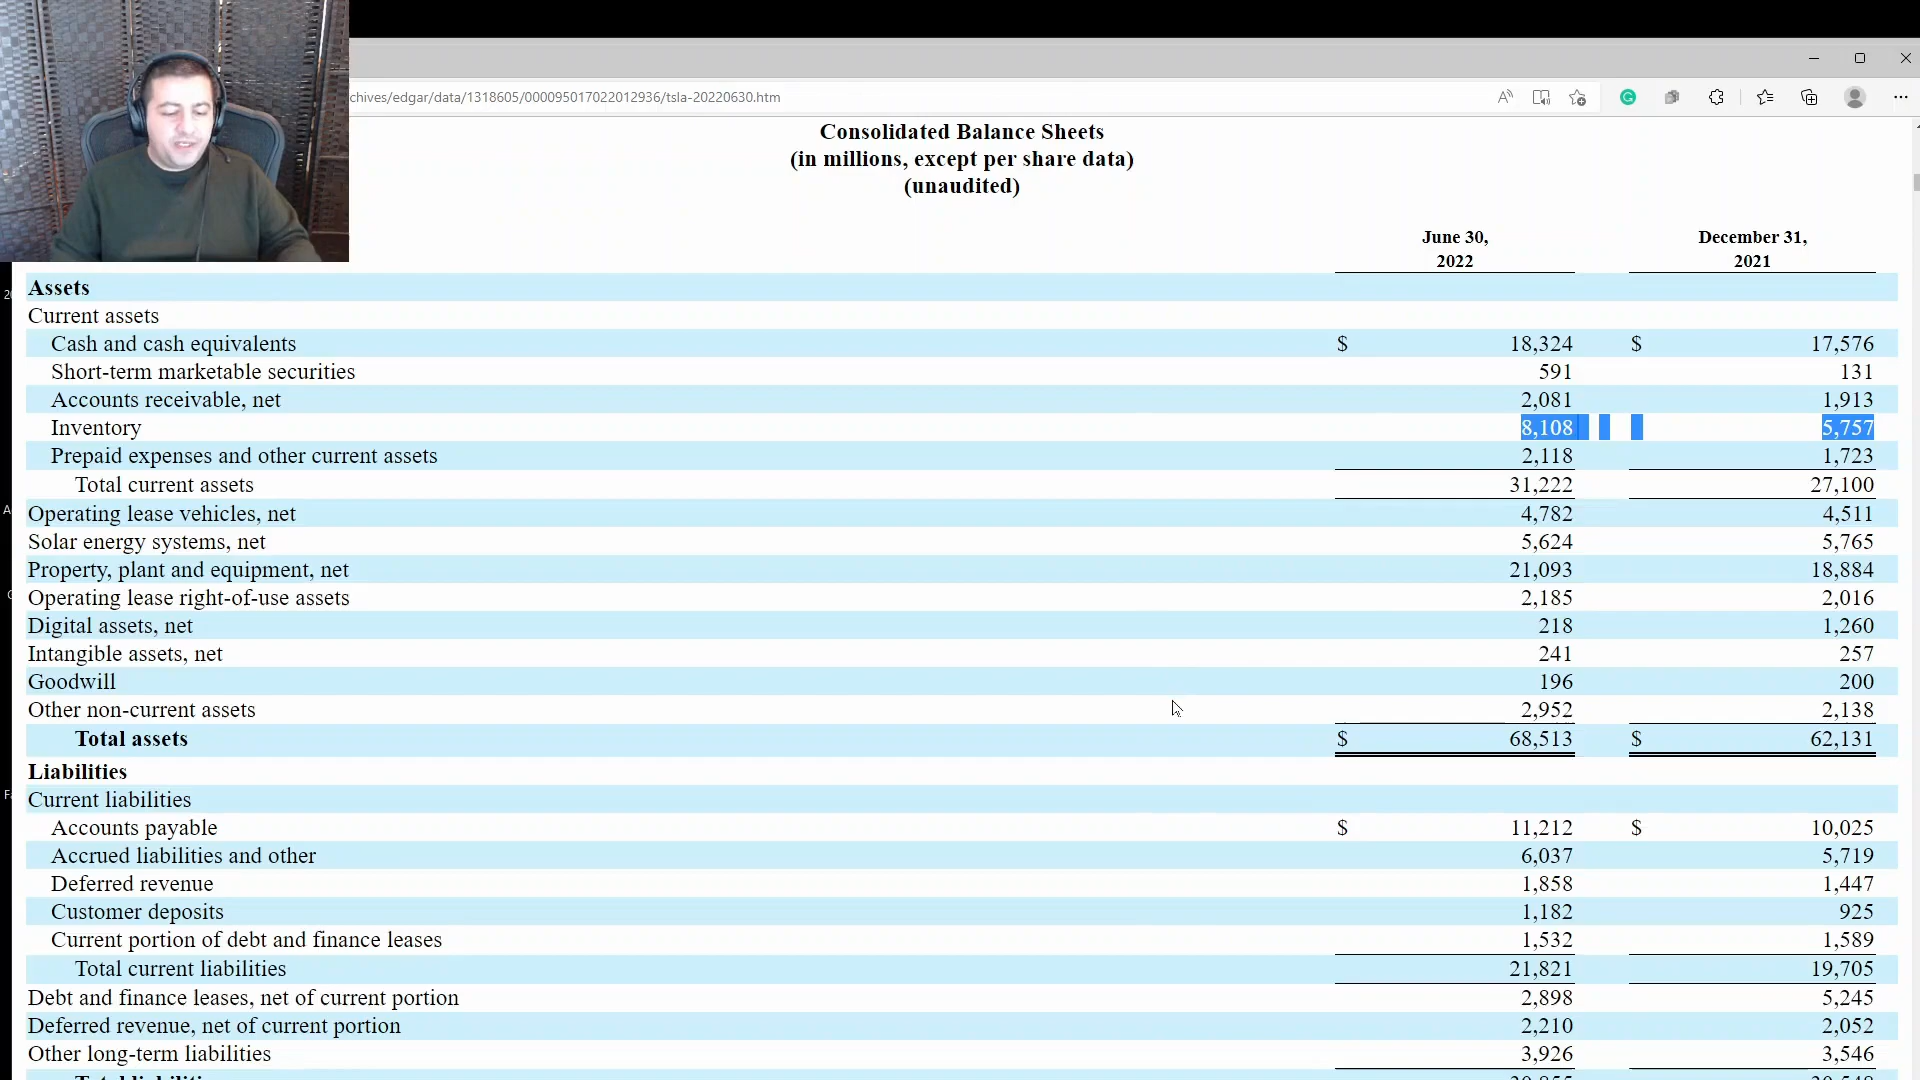 chives/edgar/data/1318605/000095017022012936/tsla-20220630.htm
Consolidated Balance Sheets
(in millions, except per share data)
(unaudited)
June 30, December 31,
2022 2021
Assets
Current assets
Cash and cash equivalents $ 18,324 $ 17,576
Short-term marketable securities 591 131
Accounts receivable, net 2,081 1,913
Inventory 8,108 5,757
Prepaid expenses and other current assets 2,118 1,723
Total current assets 31,222 27,100
Operating lease vehicles, net 4,782 4,511
Solar energy systems, net 5,624 5,765
Property, plant and equipment, net 21,093 18,884
Operating lease right-of-use assets 2,185 2,016
Digital assets, net 218 1,260
Intangible assets, net 241 257
Goodwill 196 200
Other non-current assets 2,952 2,138
Total assets $ 68,513 $ 62,131
Liabilities
Current liabilities
Accounts payable $ 11,212 $ 10,025
Accrued liabilities and other 6,037 5,719
Deferred revenue 1,858 1,447
Customer deposits 1,182 925
Current portion of debt and finance leases 1,532 1,589
Total current liabilities 21,821 19,705
Debt and finance leases, net of current portion 2,898 5,245
Deferred revenue, net of current portion 2,210 2,052
Other long-term liabilities 3,926 3,546